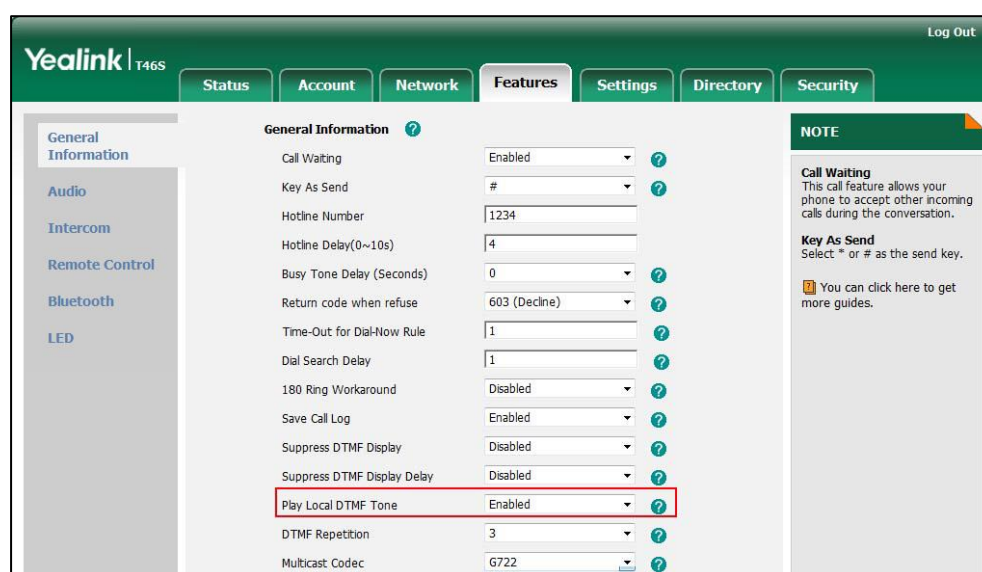 Log Out
Yealink | T46S
Status Account Network Features Settings Directory Security
General
Information
Audio
Intercom
Remote Control
Bluetooth
LED
General Information ?
Call Waiting Enabled ?
Key As Send # ?
Hotline Number 1234
Hotline Delay(0~10s) 4
Busy Tone Delay (Seconds) 0 ?
Return code when refuse 603 (Decline) ?
Time-Out for Dial-Now Rule 1 ?
Dial Search Delay 1 ?
180 Ring Workaround Disabled ?
Save Call Log Enabled ?
Suppress DTMF Display Disabled ?
Suppress DTMF Display Delay Disabled ?
Play Local DTMF Tone Enabled ?
DTMF Repetition 3 ?
Multicast Codec G722 ?
NOTE
Call Waiting
This call feature allows your
phone to accept other incoming
calls during the conversation.
Key As Send
Select * or # as the send key.
? You can click here to get
more guides.